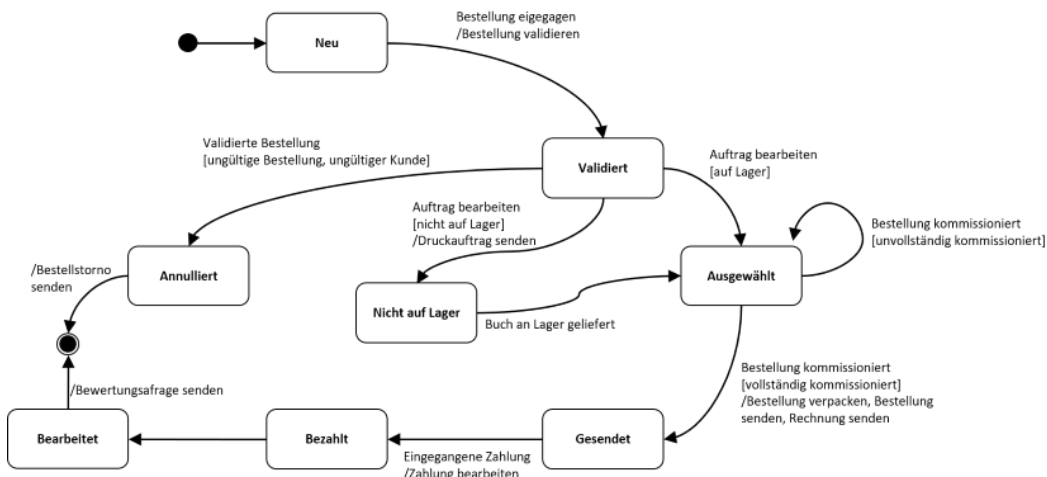 Bestellung eigegagen
/Bestellung validieren
Neu
Validierte Bestellung
[ungültige Bestellung, ungültiger Kunde]
Validiert
Auftrag bearbeiten
[auf Lager]
Auftrag bearbeiten
[nicht auf Lager]
/Druckauftrag senden
Bestellung kommissioniert
[unvollständig kommissioniert]
/Bestellstorno
senden
Annulliert
Nicht auf Lager
Ausgewählt
Buch an Lager geliefert
Bestellung kommissioniert
[vollständig kommissioniert]
/Bestellung verpacken, Bestellung
senden, Rechnung senden
/Bewertungsafrage senden
Bearbeitet
Bezahlt
Gesendet
Eingegangene Zahlung
/Zahlung bearbeiten